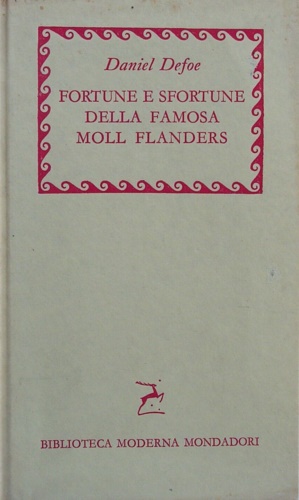 Daniel Defoe
FORTUNE E SFORTUNE
DELLA FAMOSA
MOLL FLANDERS
BIBLIOTECA MODERNA MONDADORI